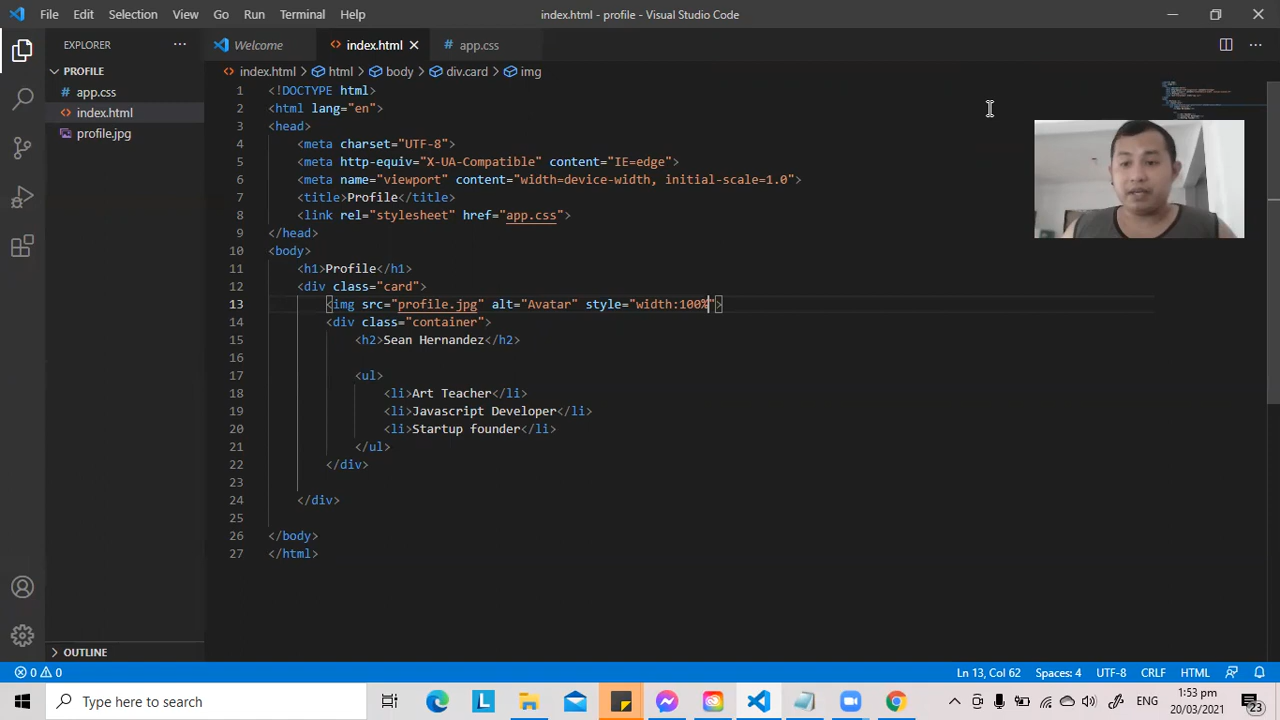 File Edit Selection View Go Run Terminal Help
index.html - profile - Visual Studio Code
EXPLORER
Welcome
index.html
app.css
PROFILE
app.css
index.html
profile.jpg
index.html > html > body > div.card > img
1 <!DOCTYPE html>
2 <html lang="en">
3 <head>
4 <meta charset="UTF-8">
5 <meta http-equiv="X-UA-Compatible" content="IE=edge">
6 <meta name="viewport" content="width=device-width, initial-scale=1.0">
7 <title>Profile</title>
8 <link rel="stylesheet" href="app.css">
9 </head>
10 <body>
11 <h1>Profile</h1>
12 <div class="card">
13 <img src="profile.jpg" alt="Avatar" style="width:100%">
14 <div class="container">
15 <h2>Sean Hernandez</h2>
16
17 <ul>
18 <li>Art Teacher</li>
19 <li>Javascript Developer</li>
20 <li>Startup founder</li>
21 </ul>
22 </div>
23
24 </div>
25
26 </body>
27 </html>
OUTLINE
0 0
Ln 13, Col 62 Spaces: 4 UTF-8 CRLF HTML
Type here to search
ENG
1:53 pm
20/03/2021
23